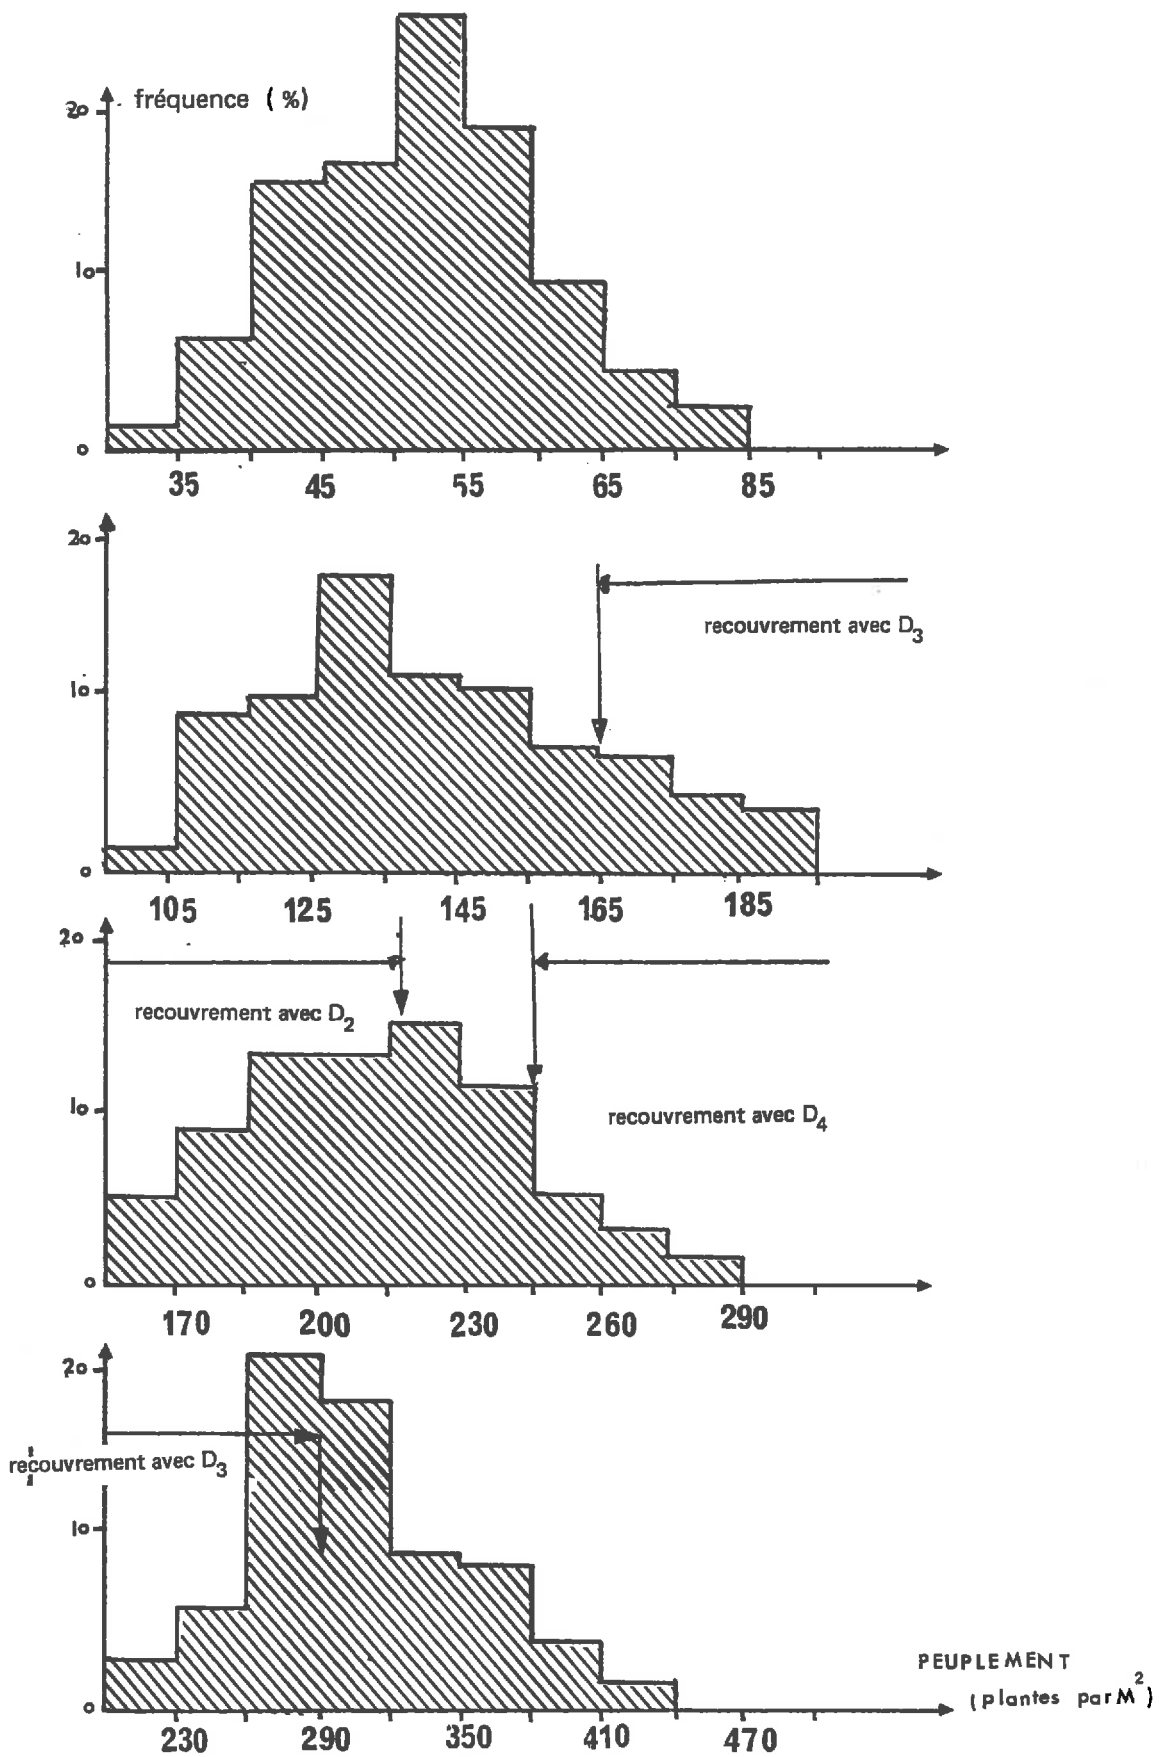 fréquence (%)
20
10
0
35 45 55 65 85
20
recouvrement avec D3
10
0
105 125 145 165 185
20
recouvrement avec D2
10
recouvrement avec D4
0
170 200 230 260 290
20
recouvrement avec D3
10
PEUPLEMENT
(plantes par M2)
0
230 290 350 410 470